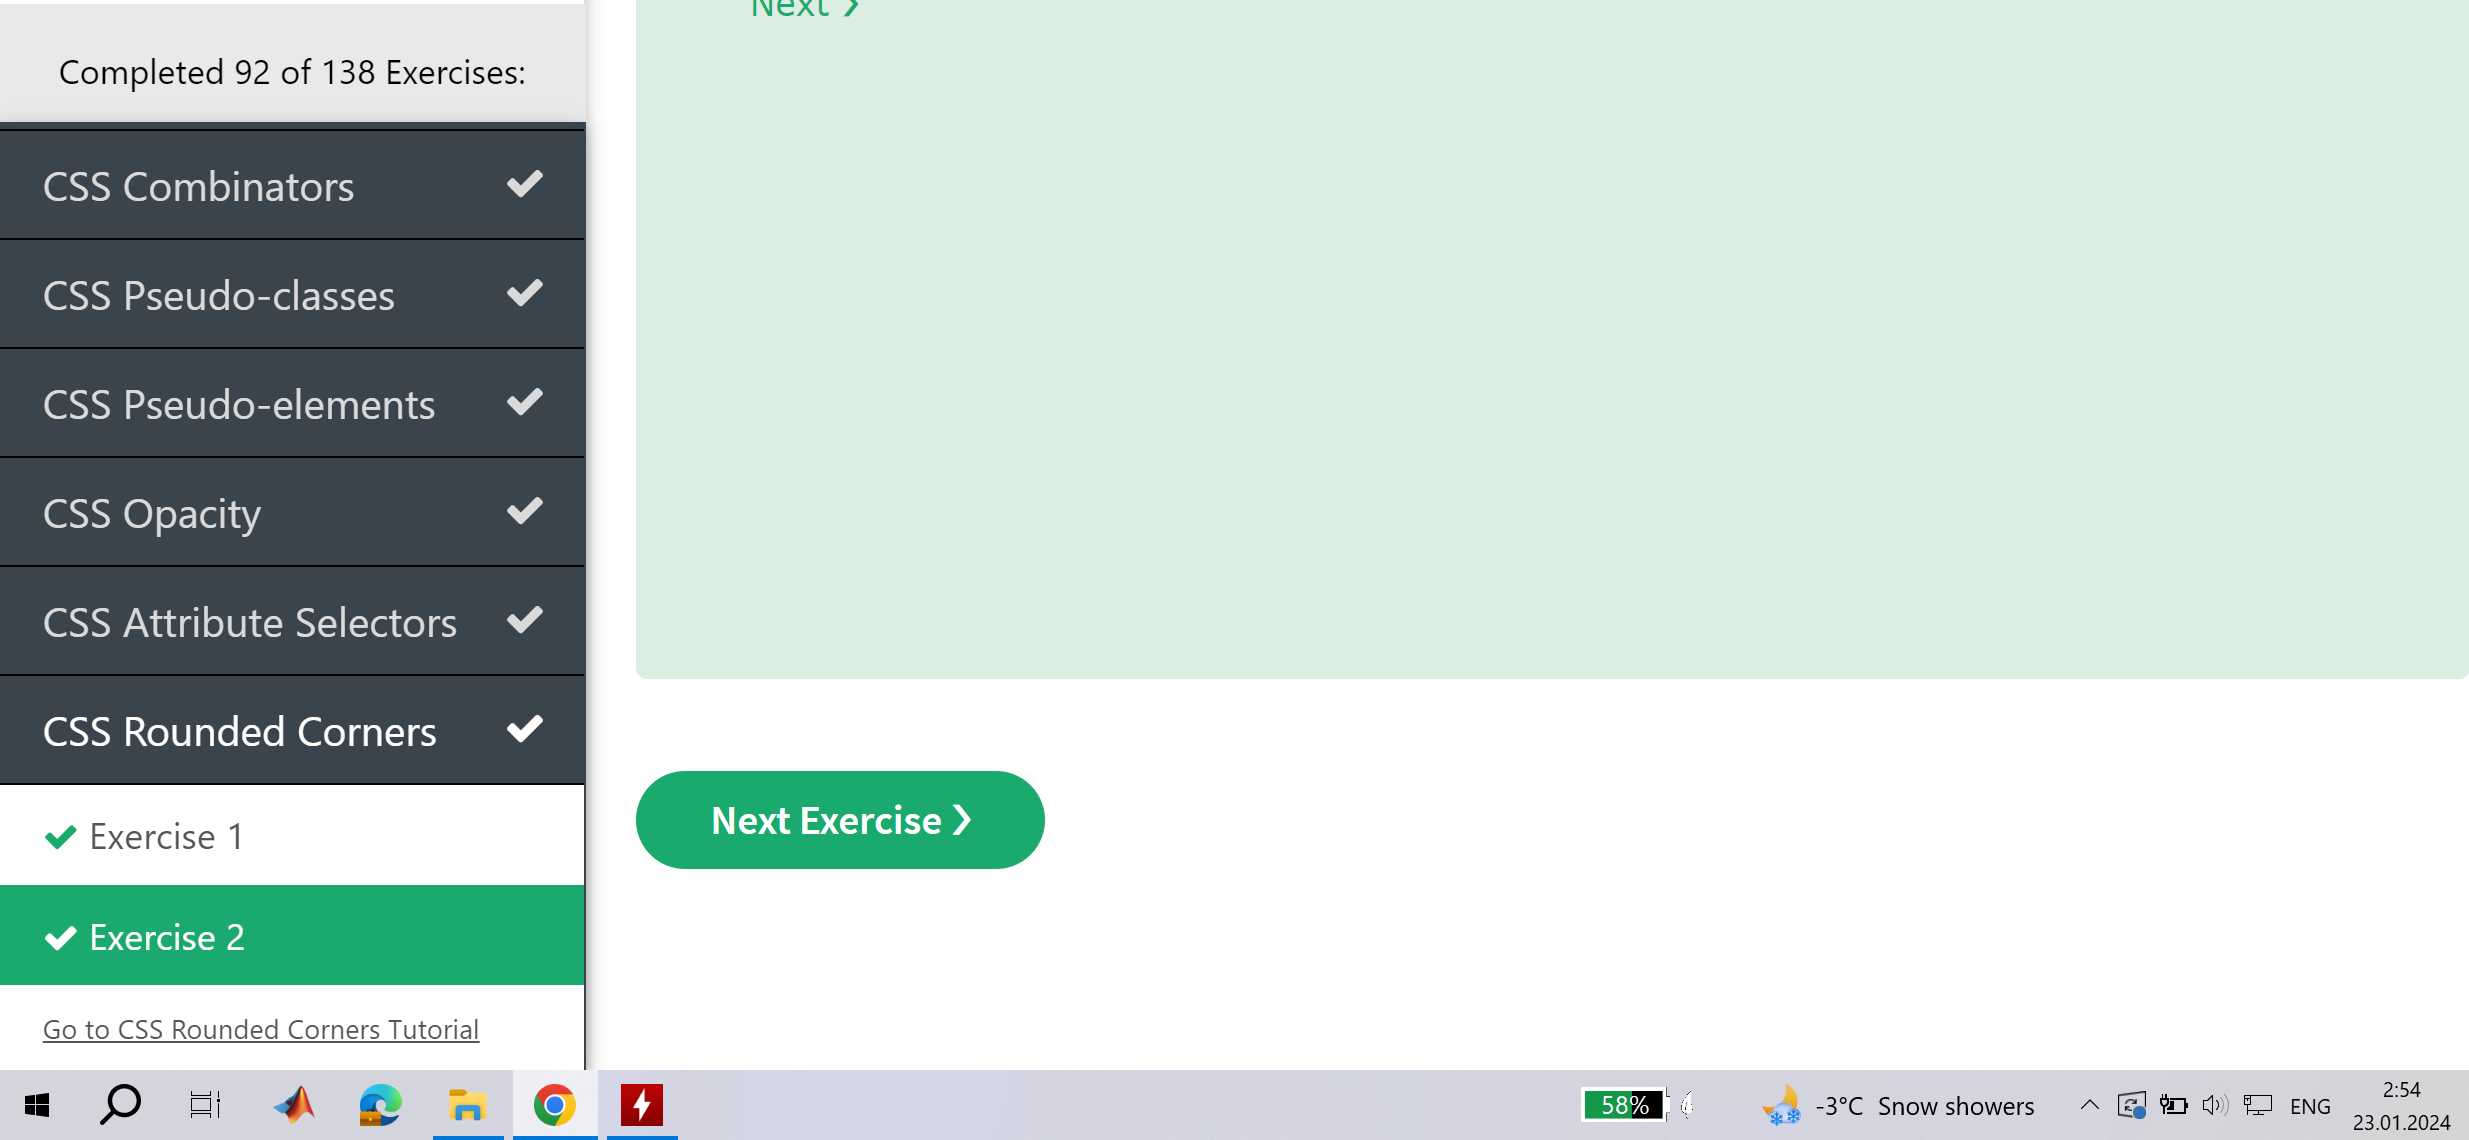 Next ❯
Completed 92 of 138 Exercises:
CSS Combinators
CSS Pseudo-classes
CSS Pseudo-elements
CSS Opacity
CSS Attribute Selectors
CSS Rounded Corners
Exercise 1
Exercise 2
Go to CSS Rounded Corners Tutorial
Next Exercise ❯
58%
-3°C Snow showers
ENG
2:54
23.01.2024